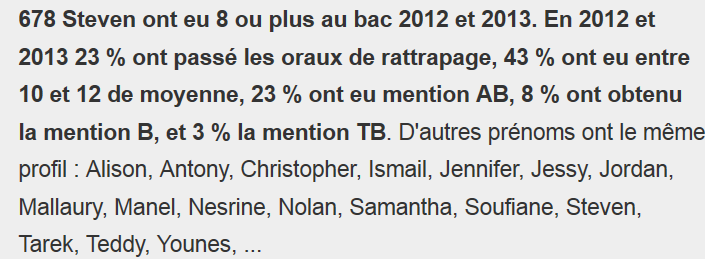 678 Steven ont eu 8 ou plus au bac 2012 et 2013. En 2012 et
2013 23 % ont passé les oraux de rattrapage, 43 % ont eu entre
10 et 12 de moyenne, 23 % ont eu mention AB, 8 % ont obtenu
la mention B, et 3 % la mention TB. D'autres prénoms ont le même
profil : Alison, Antony, Christopher, Ismail, Jennifer, Jessy, Jordan,
Mallaury, Manel, Nesrine, Nolan, Samantha, Soufiane, Steven,
Tarek, Teddy, Younes, ...